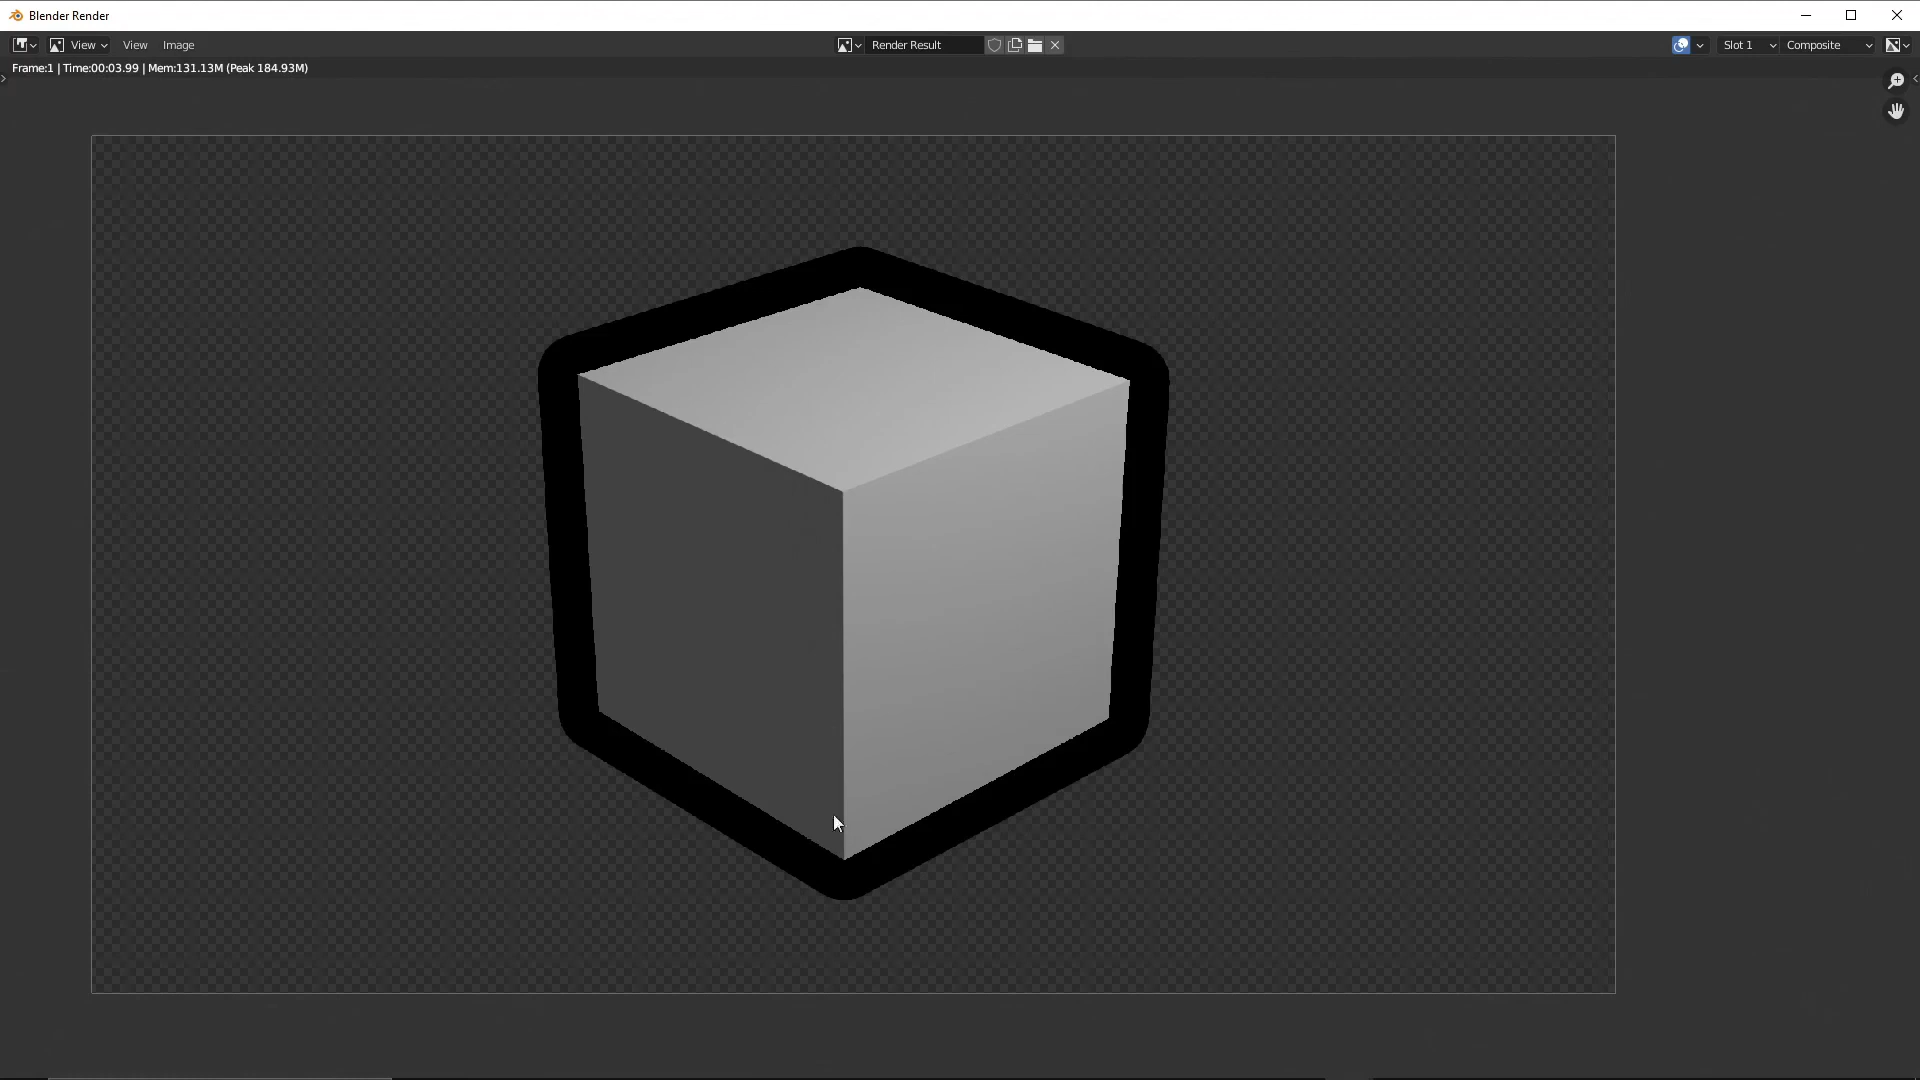 Blender Render
View View Image Render Result Slot 1 Composite
Frame:1 | Time:00:03.99 | Mem:131.13M (Peak 184.93M)